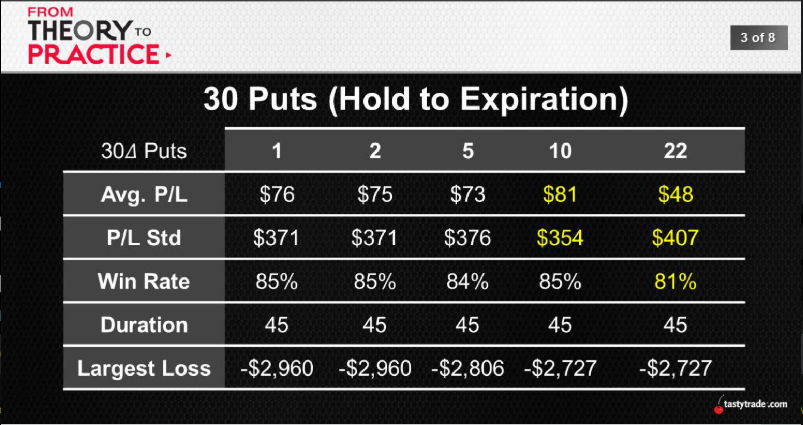 FROM
THEORY TO
PRACTICE
3 of 8
30 Puts (Hold to Expiration)
30Δ Puts 1 2 5 10 22
Avg. P/L $76 $75 $73 $81 $48
P/L Std $371 $371 $376 $354 $407
Win Rate 85% 85% 84% 85% 81%
Duration 45 45 45 45 45
Largest Loss -$2,960 -$2,960 -$2,806 -$2,727 -$2,727
tastytrade.com